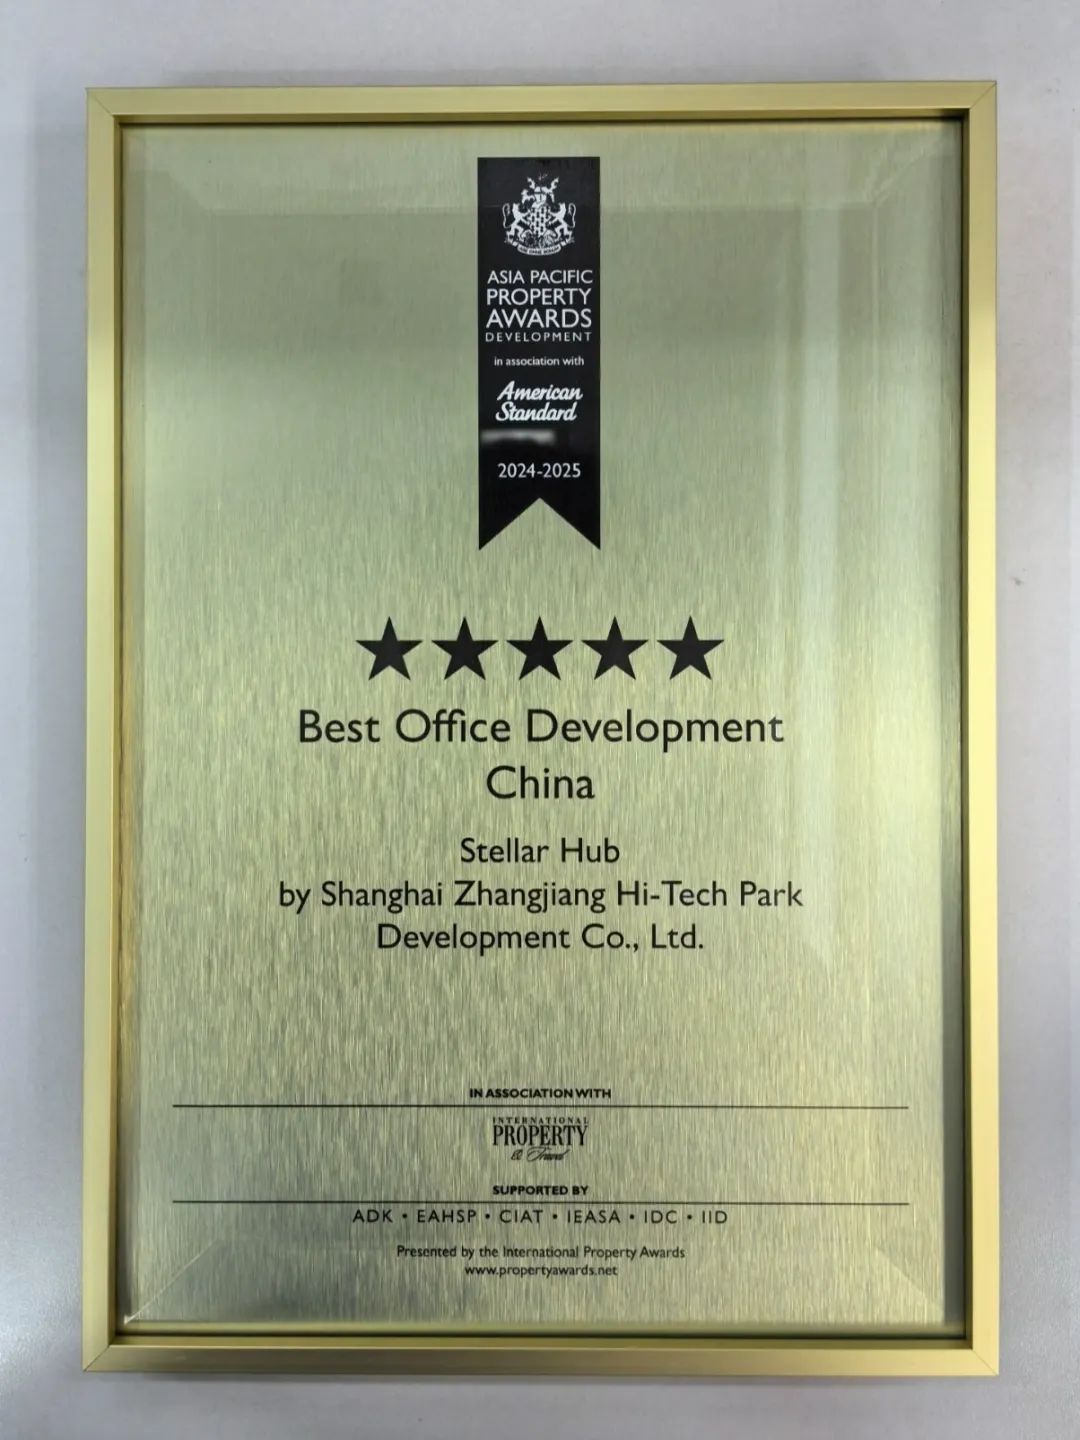 ASIA PACIFIC
PROPERTY
AWARDS
DEVELOPMENT
in association with
American
Standard
2024-2025
Best Office Development
China
Stellar Hub
by Shanghai Zhangjiang Hi-Tech Park
Development Co., Ltd.
IN ASSOCIATION WITH
INTERNATIONAL
PROPERTY
& Travel
SUPPORTED BY
ADK • EAHSP • CIAT • IEASA • IDC • IID
Presented by the International Property Awards
www.propertyawards.net